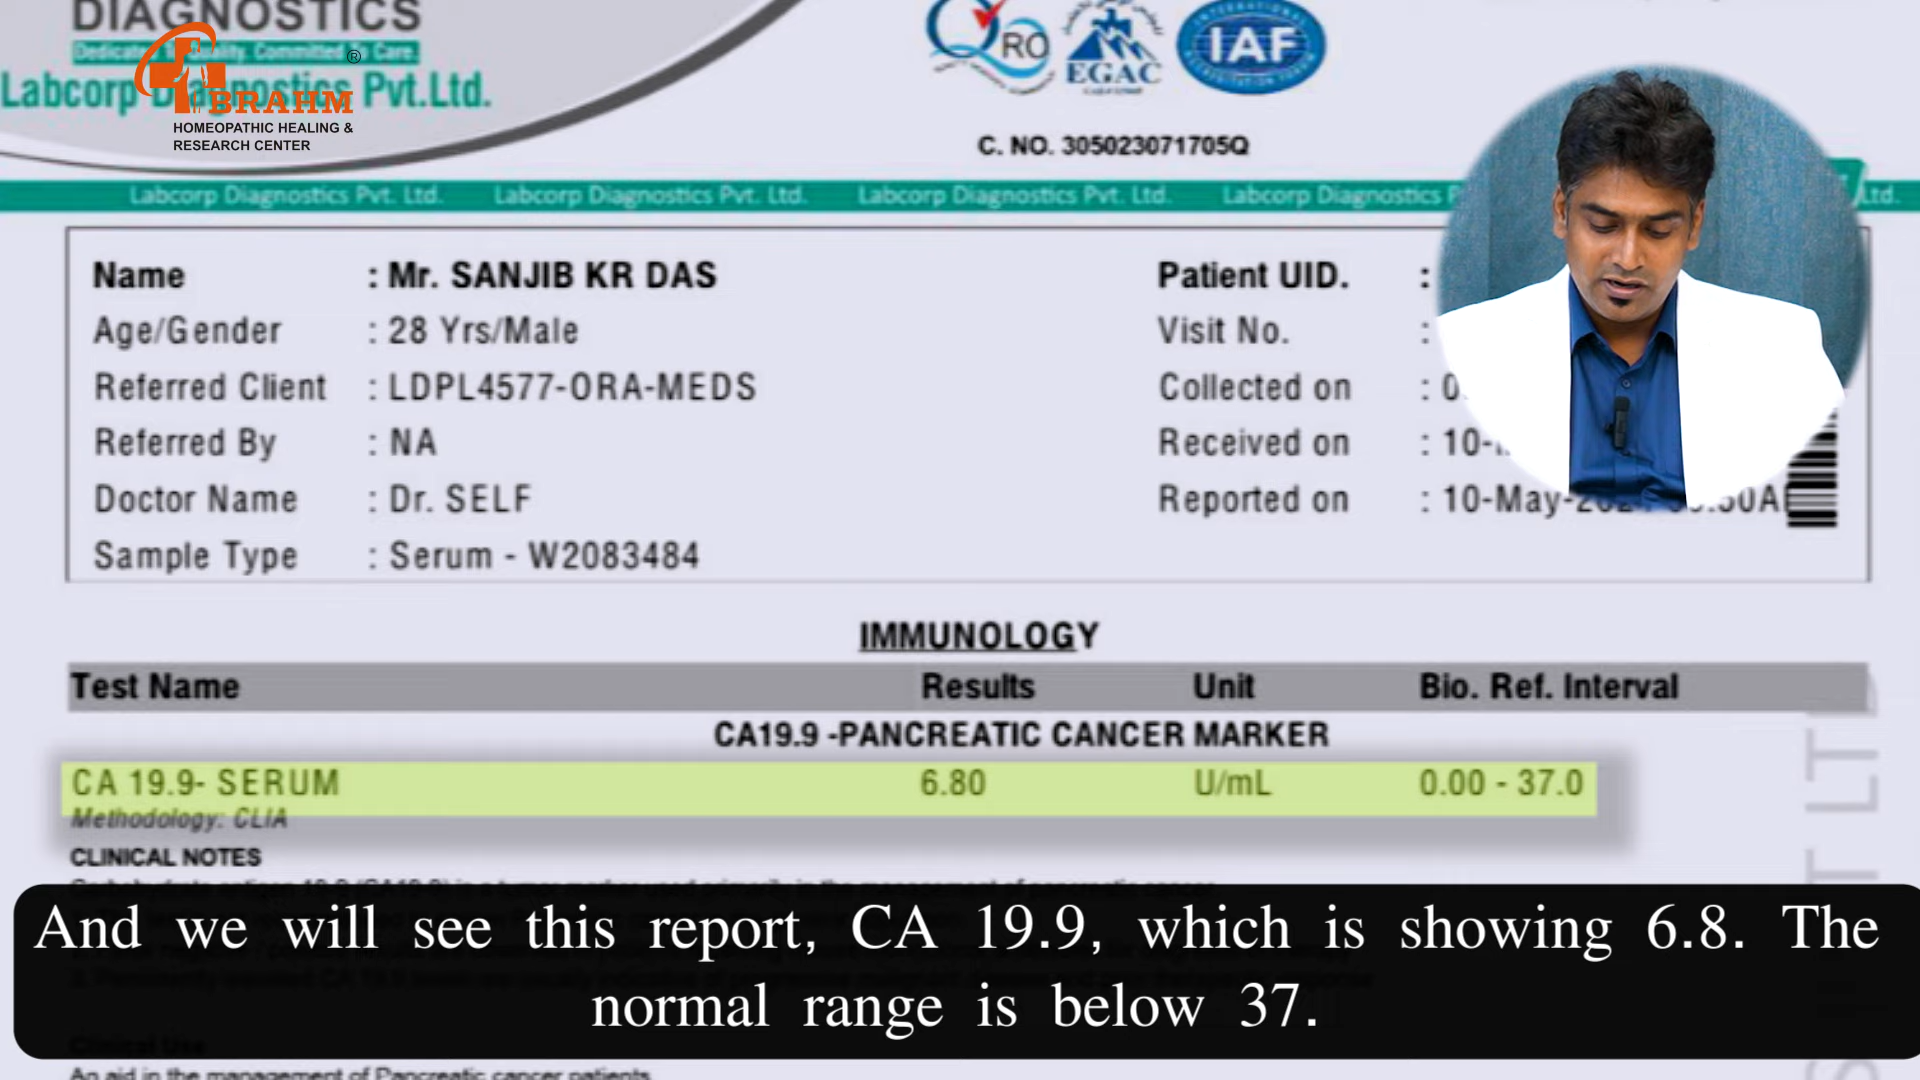 DIAGNOSTICS
Labcorp Diagnostics Pvt.Ltd.
®
BRAHM
HOMEOPATHIC HEALING &
RESEARCH CENTER
QRO
EGAC
IAF
C. NO. 305023071705Q
Labcorp Diagnostics Pvt. Ltd. Labcorp Diagnostics Pvt. Ltd. Labcorp Diagnostics Pvt. Ltd. Labcorp Diagnostics Ltd.
Name : Mr. SANJIB KR DAS Patient UID. :
Age/Gender : 28 Yrs/Male Visit No. :
Referred Client : LDPL4577-ORA-MEDS Collected on :
Referred By : NA Received on : 10-
Doctor Name : Dr. SELF Reported on : 10-May-
Sample Type : Serum - W2083484
IMMUNOLOGY
Test Name Results Unit Bio. Ref. Interval
CA19.9 -PANCREATIC CANCER MARKER
CA 19.9- SERUM 6.80 U/mL 0.00 - 37.0
Methodology: CLIA
CLINICAL NOTES
And we will see this report, CA 19.9, which is showing 6.8. The
normal range is below 37.
An aid in the management of Pancreatic cancer patients